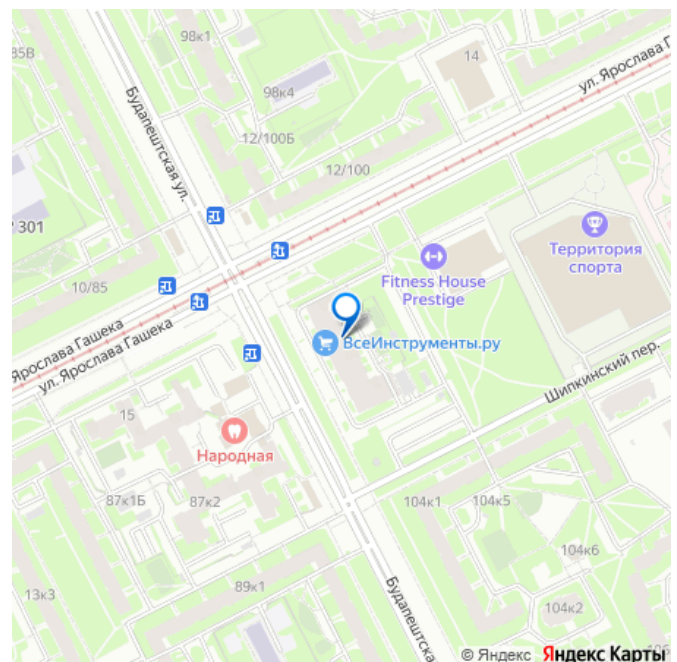 98к1
85В
14
ул. Ярослава Г
98к4
Будапештская ул.
12/100Б
12/100
301
Территория
спорта
10/85
Fitness House
Prestige
ВсеИнструменты.ру
Ярослава Гашека
ул. Ярослава Гашека
Шипкинский пер.
15
Народная
87к1Б
87к2
104к1
104к5
104к6
89к1
13к3
104к2
Будапештска
© Яндекс Яндекс Карты